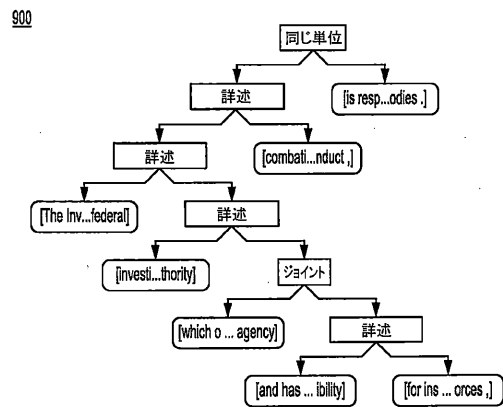 900
同じ単位
詳述
[is resp...odies .]
詳述
[combati...nduct ,]
[The Inv...federal]
詳述
[investi...thority]
ジョイント
[which o ... agency]
詳述
[and has ... ibility]
[for ins ... orces ,]